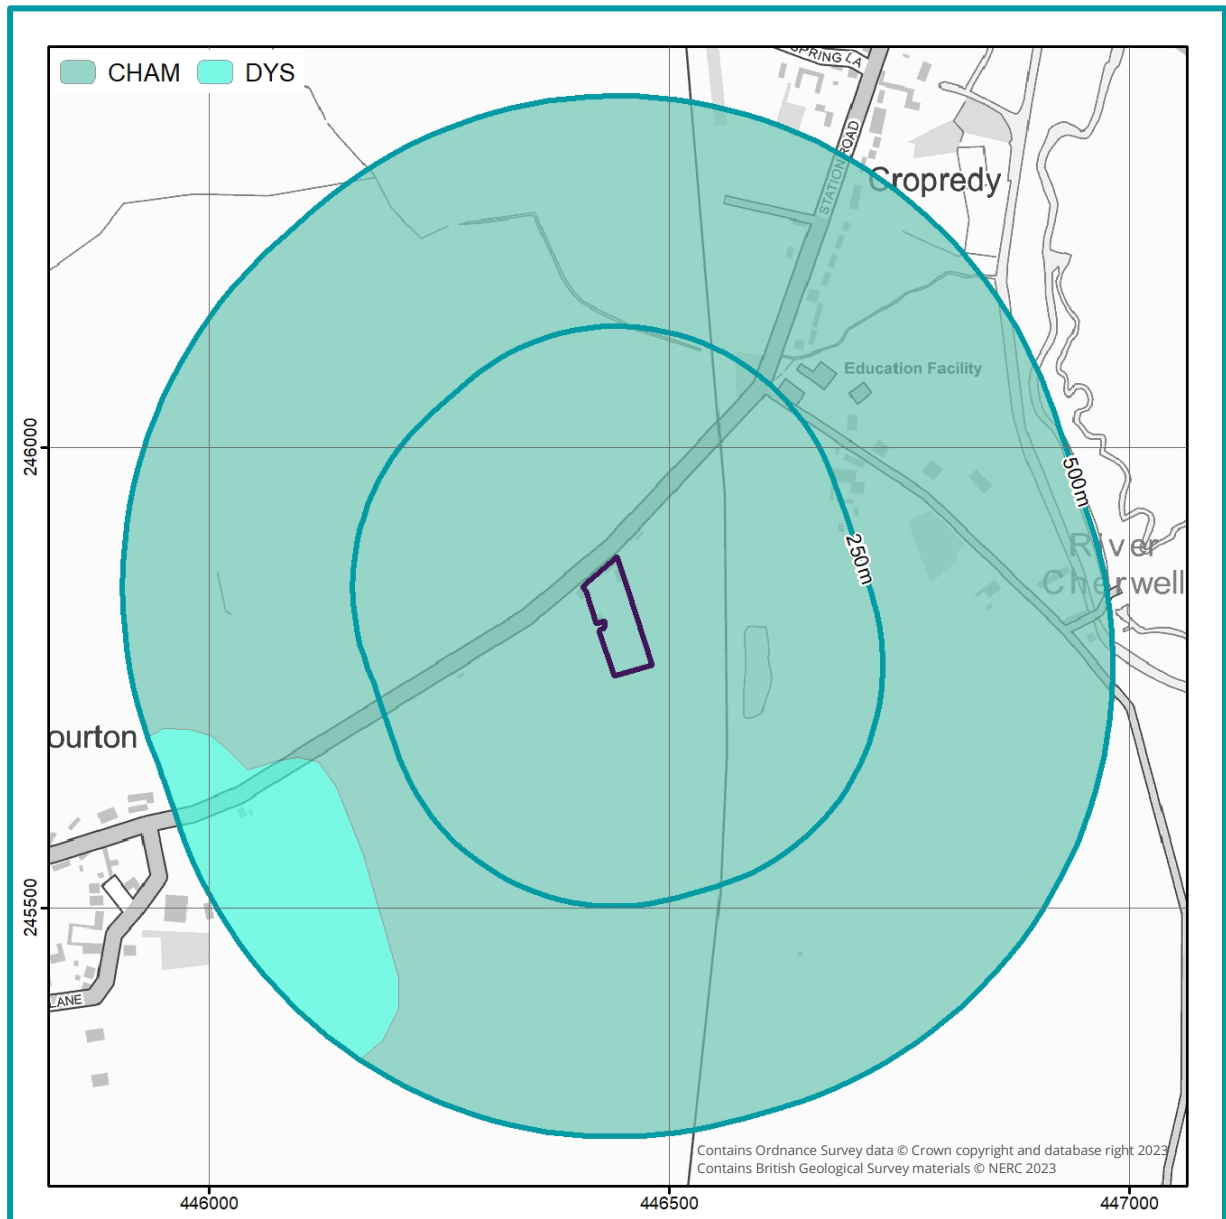 CHAM DYS
SPRING LA
STATION ROAD
Cropredy
Education Facility
246000
500m
250m
River
Cherwell
ourton
245500
LANE
Contains Ordnance Survey data © Crown copyright and database right 2023
Contains British Geological Survey materials © NERC 2023
446000 446500 447000